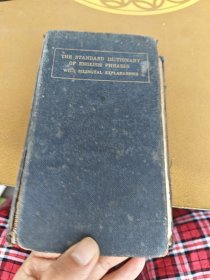 THE STANDARD DICTIONARY
OF ENGLISH PHRASES
WITH BILINGUAL EXPLANATIONS